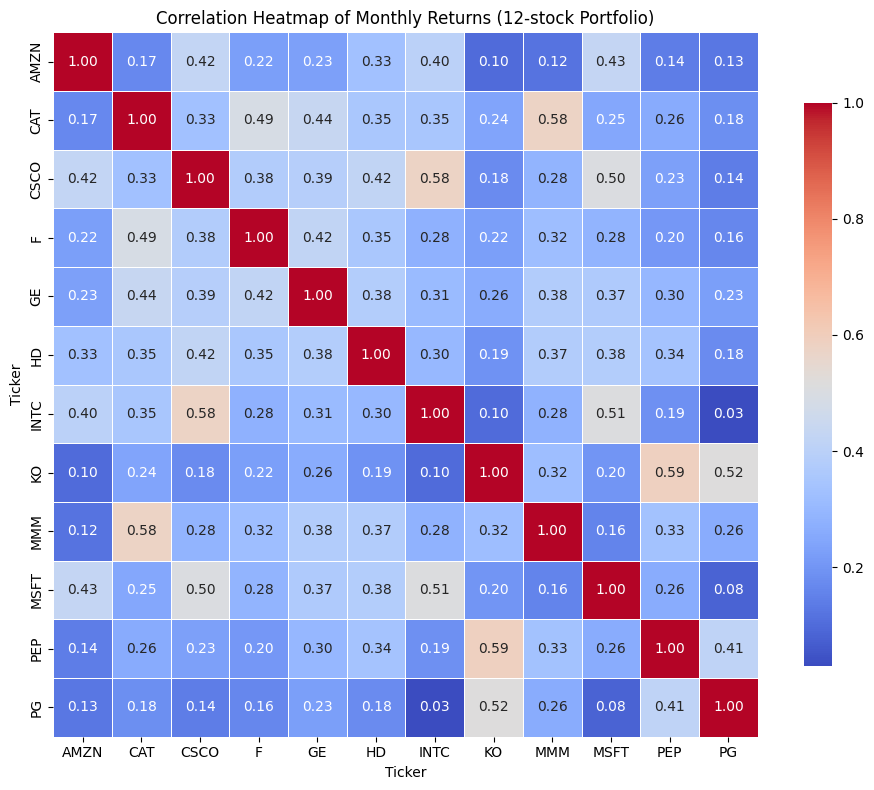 Correlation Heatmap of Monthly Returns (12-stock Portfolio)
AMZN 1.00 0.17 0.42 0.22 0.23 0.33 0.40 0.10 0.12 0.43 0.14 0.13
CAT 0.17 1.00 0.33 0.49 0.44 0.35 0.35 0.24 0.58 0.25 0.26 0.18
CSCO 0.42 0.33 1.00 0.38 0.39 0.42 0.58 0.18 0.28 0.50 0.23 0.14
F 0.22 0.49 0.38 1.00 0.42 0.35 0.28 0.22 0.32 0.28 0.20 0.16
GE 0.23 0.44 0.39 0.42 1.00 0.38 0.31 0.26 0.38 0.37 0.30 0.23
HD 0.33 0.35 0.42 0.35 0.38 1.00 0.30 0.19 0.37 0.38 0.34 0.18
INTC 0.40 0.35 0.58 0.28 0.31 0.30 1.00 0.10 0.28 0.51 0.19 0.03
KO 0.10 0.24 0.18 0.22 0.26 0.19 0.10 1.00 0.32 0.20 0.59 0.52
MMM 0.12 0.58 0.28 0.32 0.38 0.37 0.28 0.32 1.00 0.16 0.33 0.26
MSFT 0.43 0.25 0.50 0.28 0.37 0.38 0.51 0.20 0.16 1.00 0.26 0.08
PEP 0.14 0.26 0.23 0.20 0.30 0.34 0.19 0.59 0.33 0.26 1.00 0.41
PG 0.13 0.18 0.14 0.16 0.23 0.18 0.03 0.52 0.26 0.08 0.41 1.00
AMZN CAT CSCO F GE HD INTC KO MMM MSFT PEP PG
Ticker
Ticker
1.0
0.8
0.6
0.4
0.2